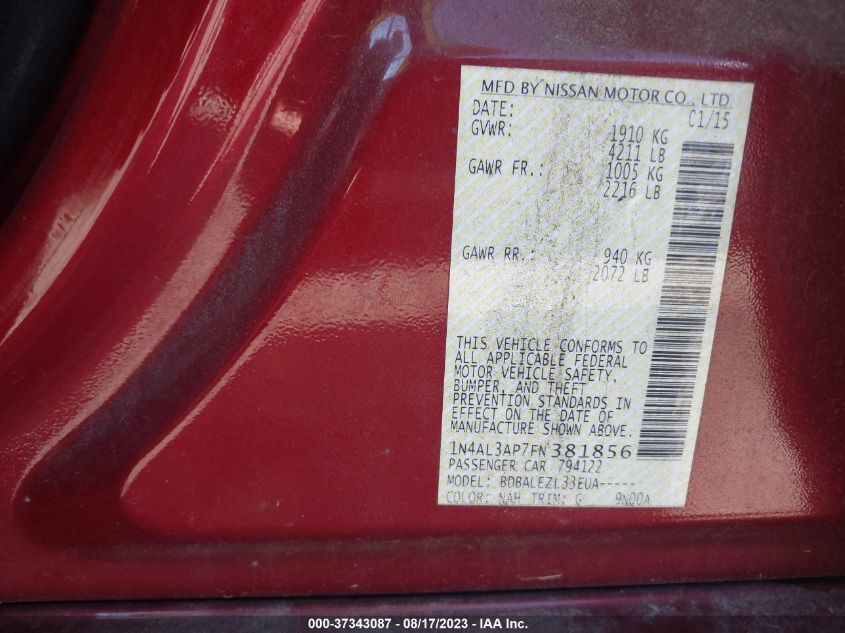 MFD BY NISSAN MOTOR CO., LTD.
DATE: 01/15
GVWR: 1910 KG
4211 LB
GAWR FR.: 1005 KG
2216 LB
GAWR RR.: 940 KG
2072 LB
THIS VEHICLE CONFORMS TO
ALL APPLICABLE FEDERAL
MOTOR VEHICLE SAFETY,
BUMPER, AND THEFT
PREVENTION STANDARDS IN
EFFECT ON THE DATE OF
MANUFACTURE SHOWN ABOVE.
1N4AL3AP7FN381856
PASSENGER CAR 794122
MODEL: BDBALEZL33EUA-----
COLOR: NAH TRIM: G 9N00A
000-37343087 - 08/17/2023 - IAA Inc.